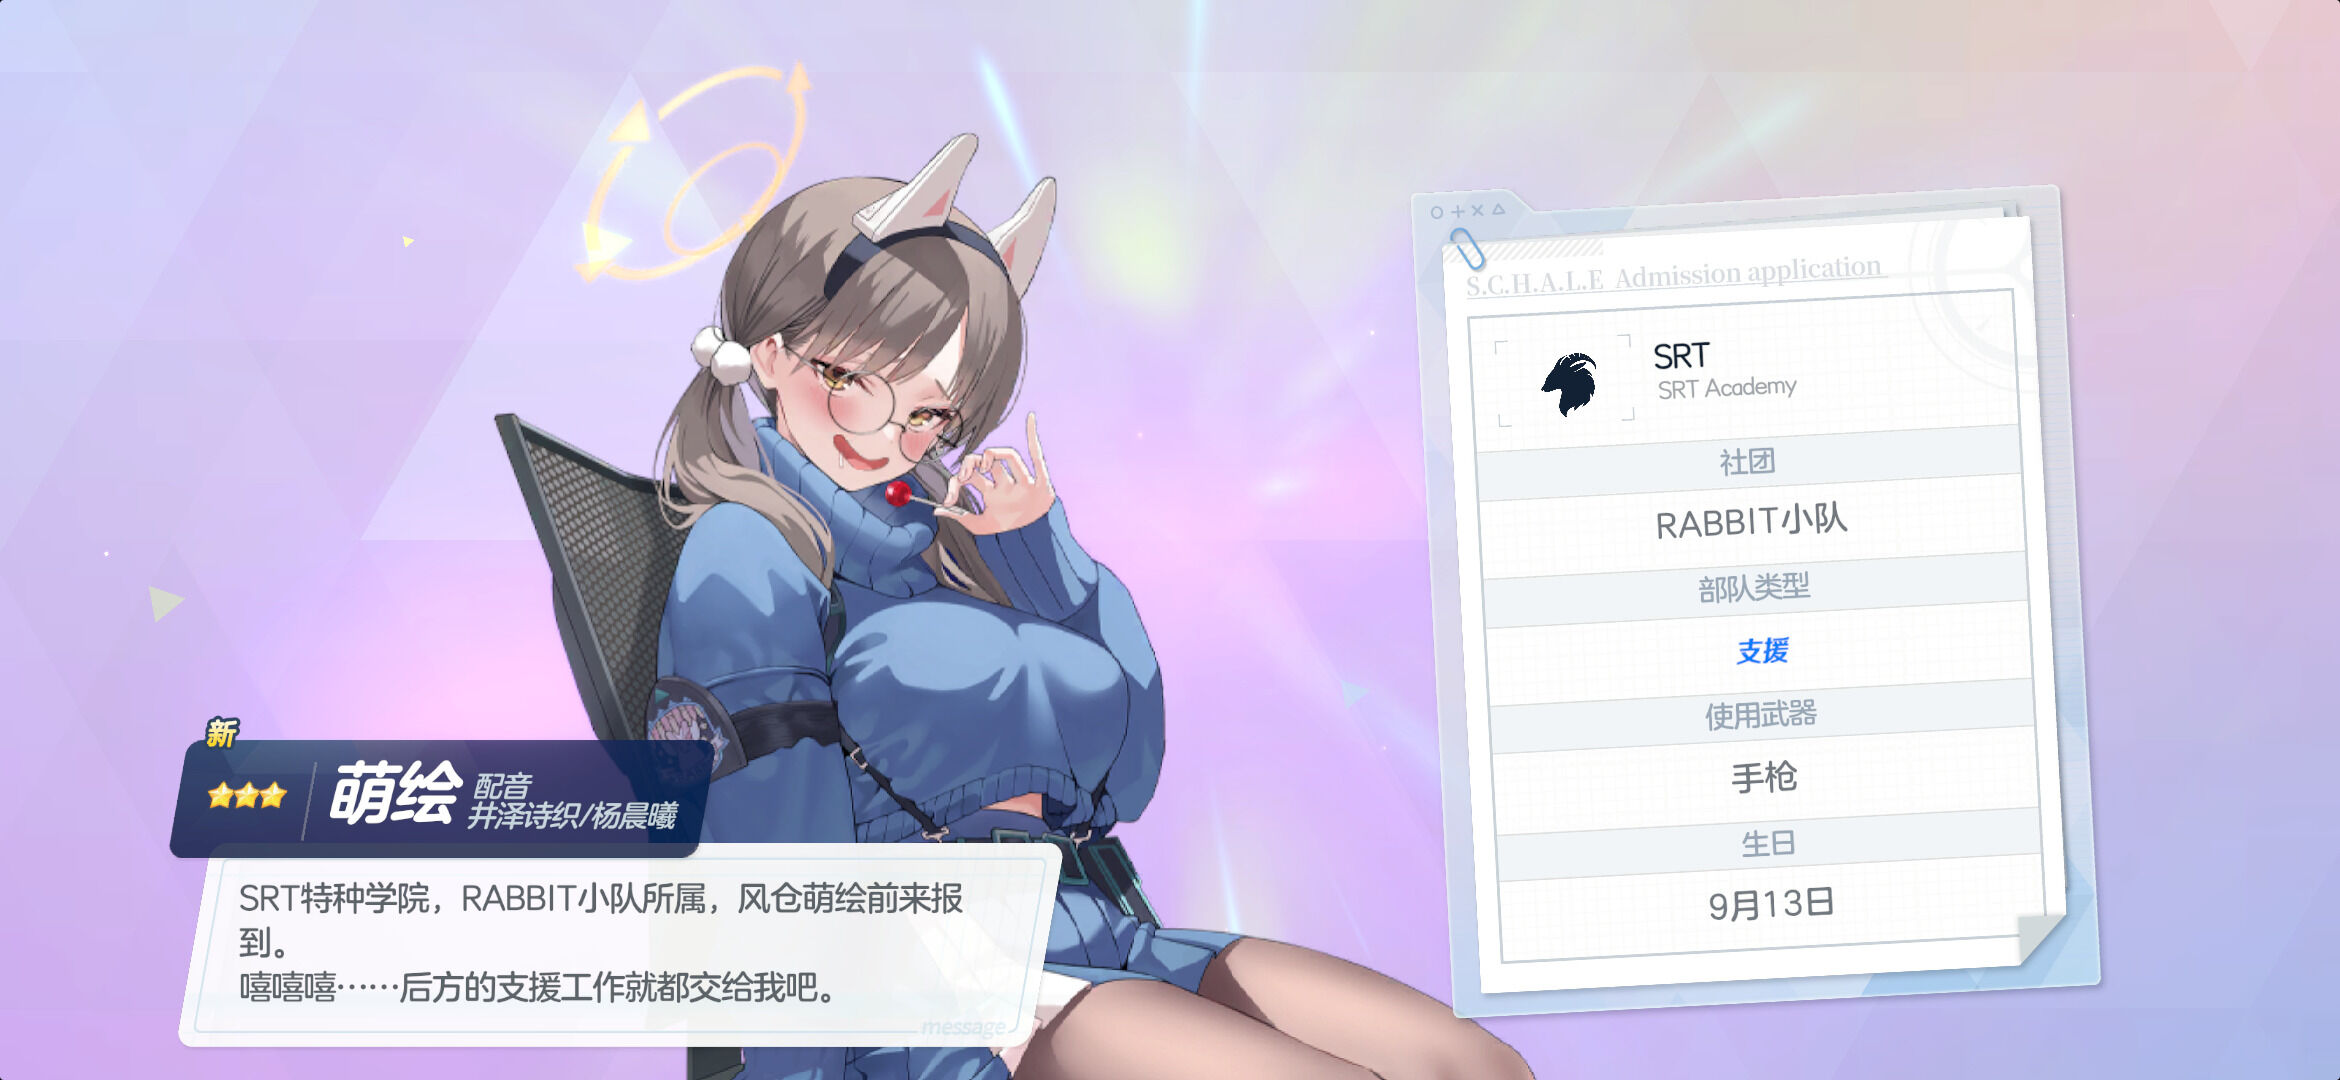 新
萌绘
配音
井泽诗织/杨晨曦
SRT特种学院，RABBIT小队所属，风仓萌绘前来报
到。
嘻嘻嘻……后方的支援工作就都交给我吧。
message
S.C.H.A.L.E Admission application
SRT
SRT Academy
社团
RABBIT小队
部队类型
支援
使用武器
手枪
生日
9月13日